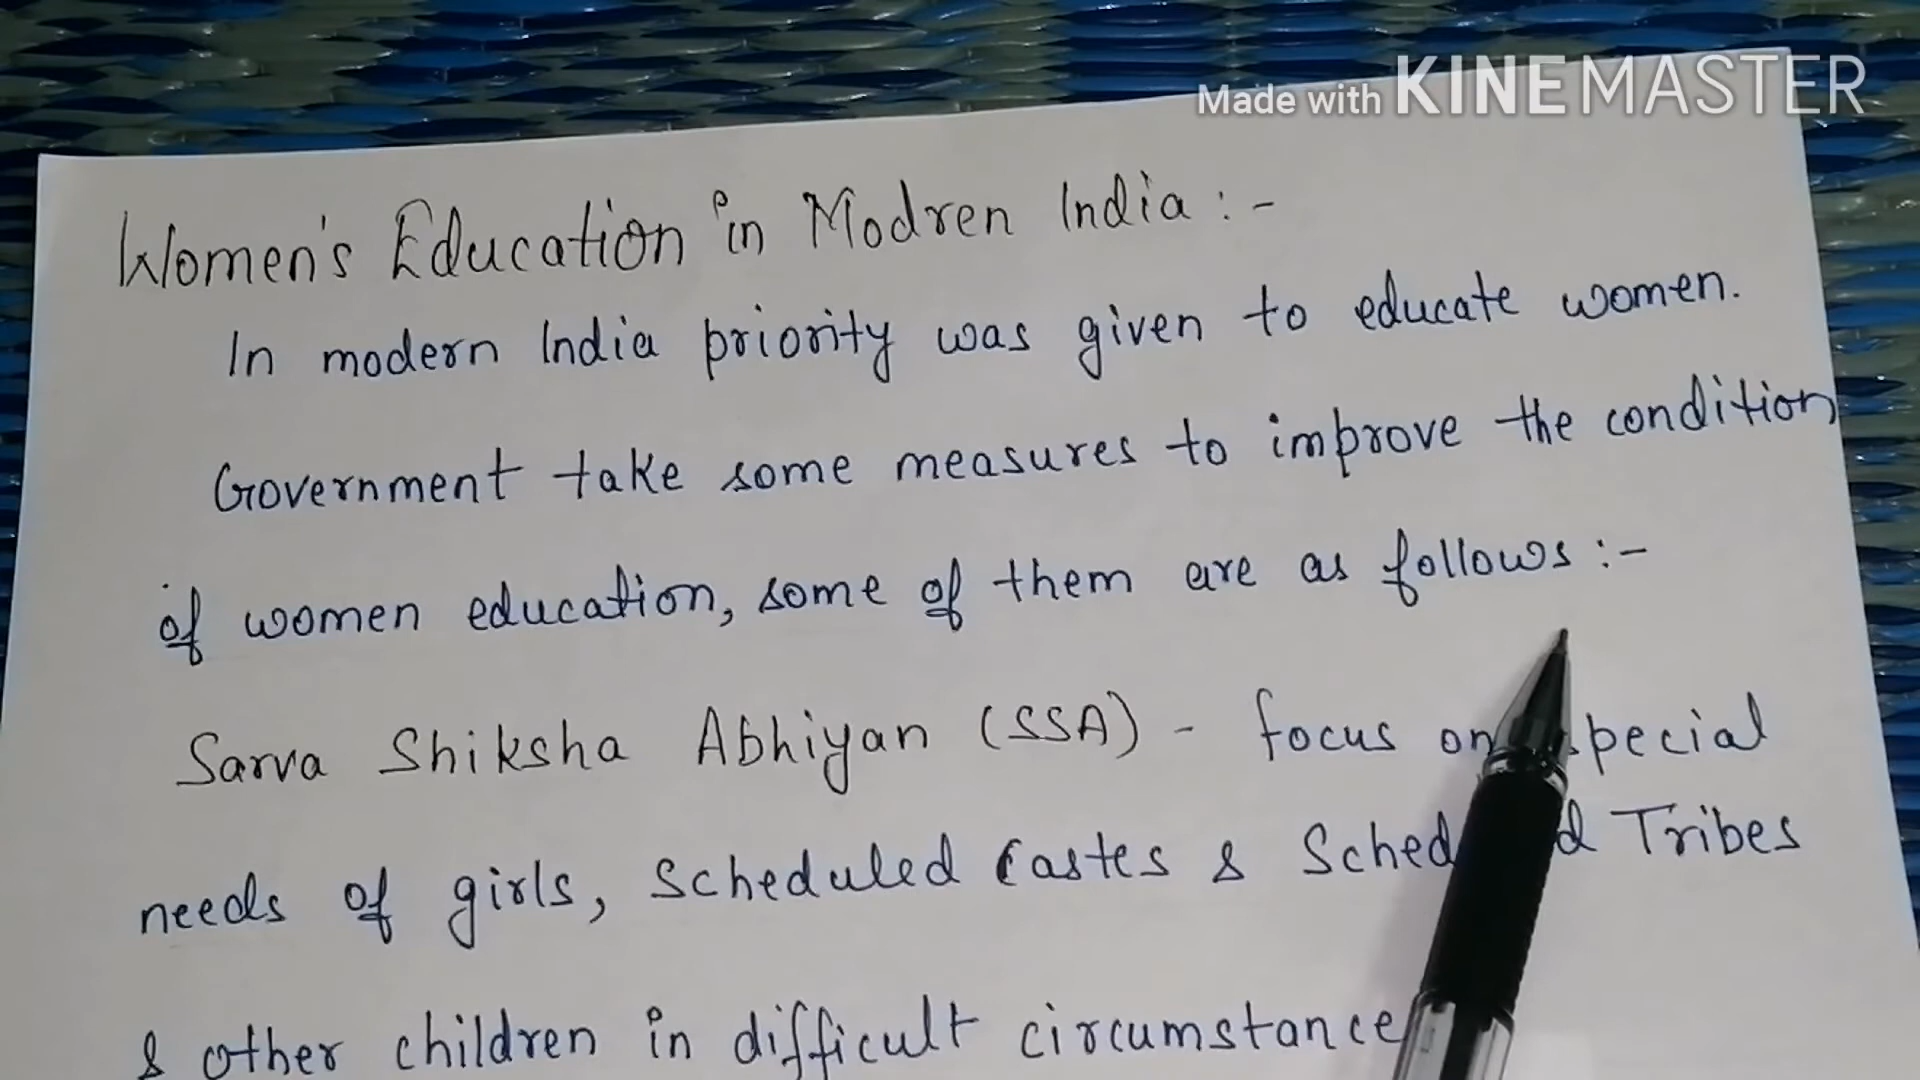 Made with KINEMASTER
Women's Education in Modren India :-
In modern India priority was given to educate women.
Government take some measures to improve the condition
of women education, some of them are as follows :-
Sarva Shiksha Abhiyan (SSA) - focus on special
needs of girls, Scheduled Castes & Scheduled Tribes
& other children in difficult circumstance